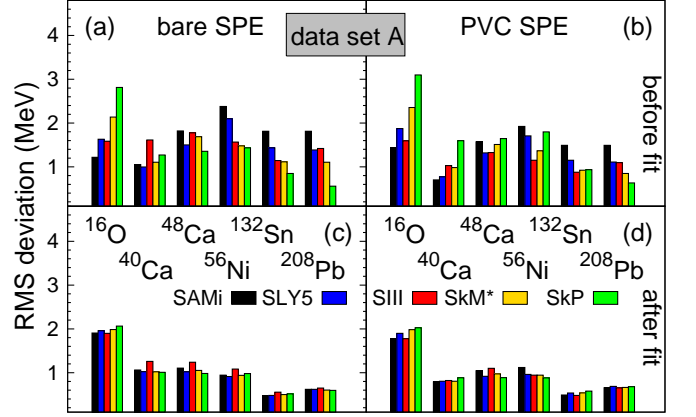 (a) bare SPE
data set A
PVC SPE (b)
RMS deviation (MeV)
4
3
2
1
before fit
4
3
2
1
¹⁶O ⁴⁸Ca ¹³²Sn (c)
⁴⁰Ca ⁵⁶Ni ²⁰⁸Pb
SAMi SLY5
¹⁶O ⁴⁸Ca ¹³²Sn (d)
⁴⁰Ca ⁵⁶Ni ²⁰⁸Pb
SIII SkM* SkP
after fit